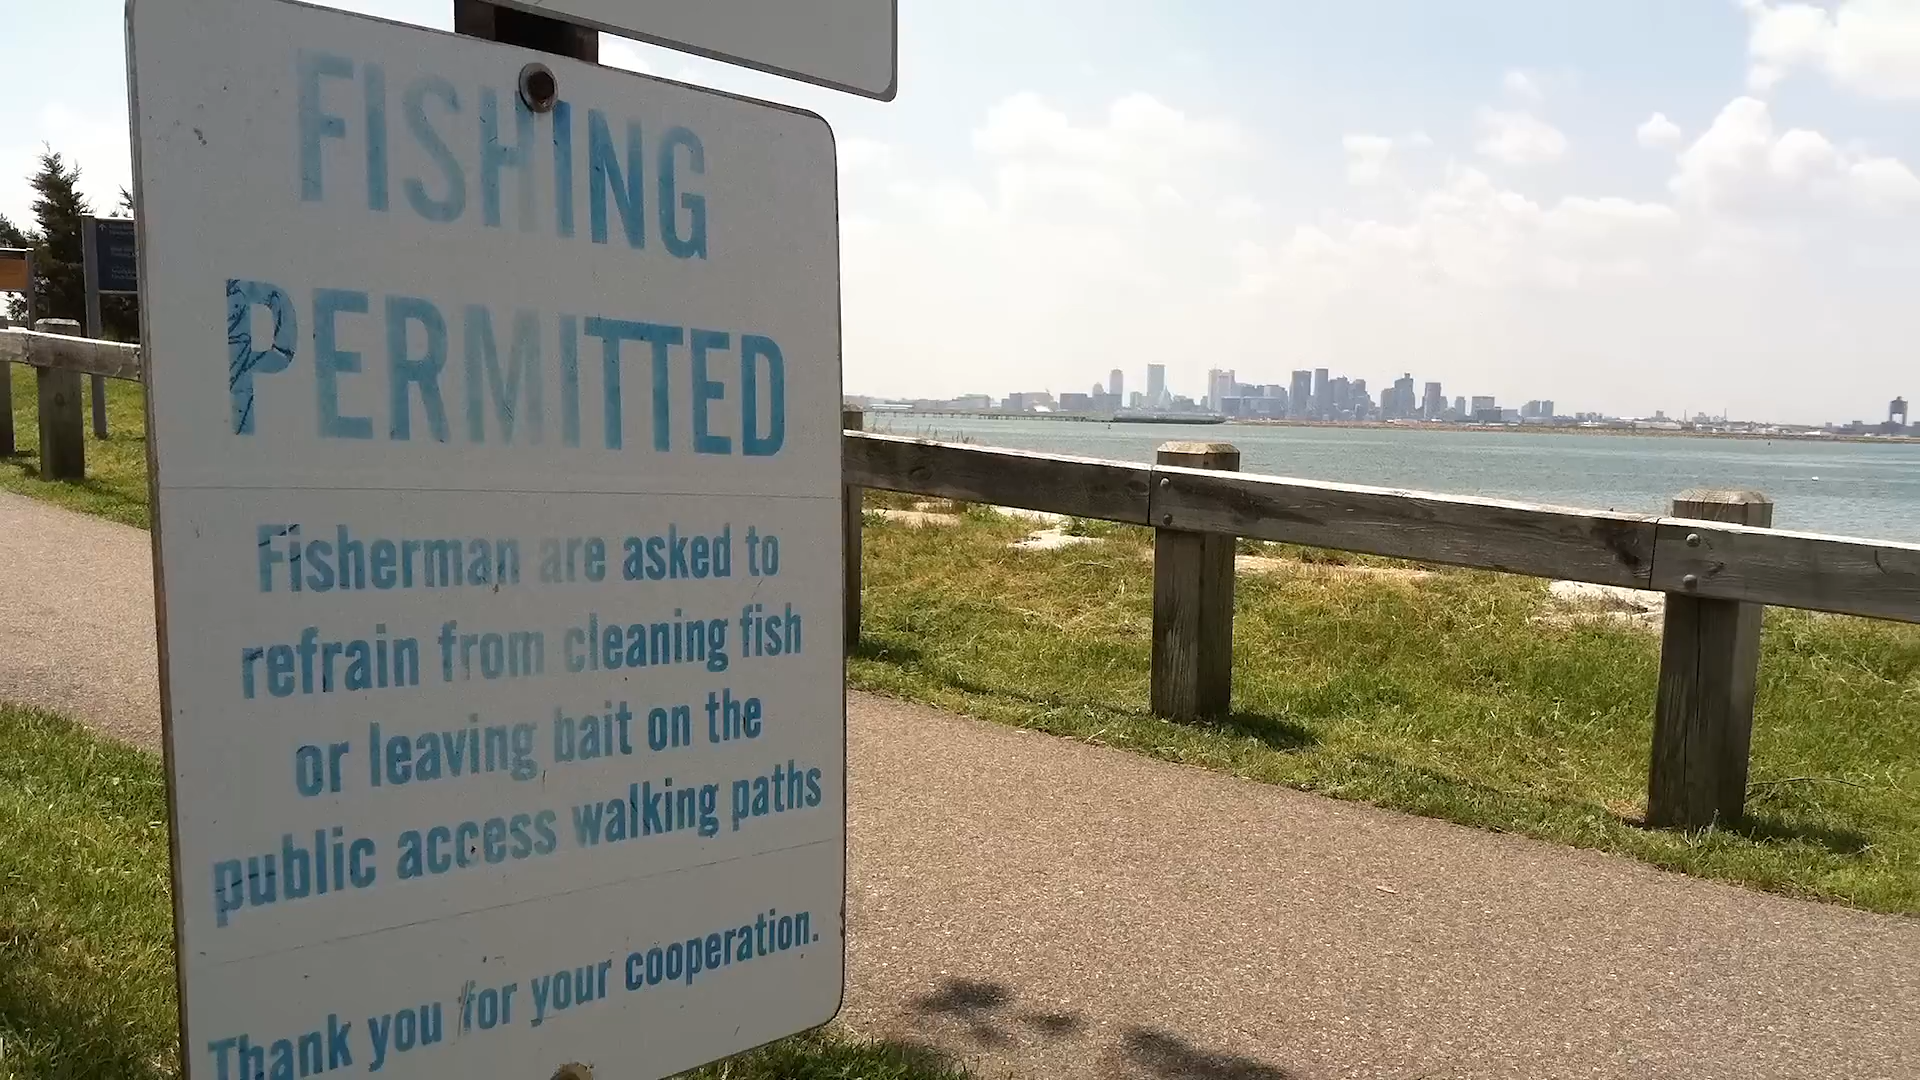 FISHING
PERMITTED
Fisherman are asked to
refrain from cleaning fish
or leaving bait on the
public access walking paths
Thank you for your cooperation.